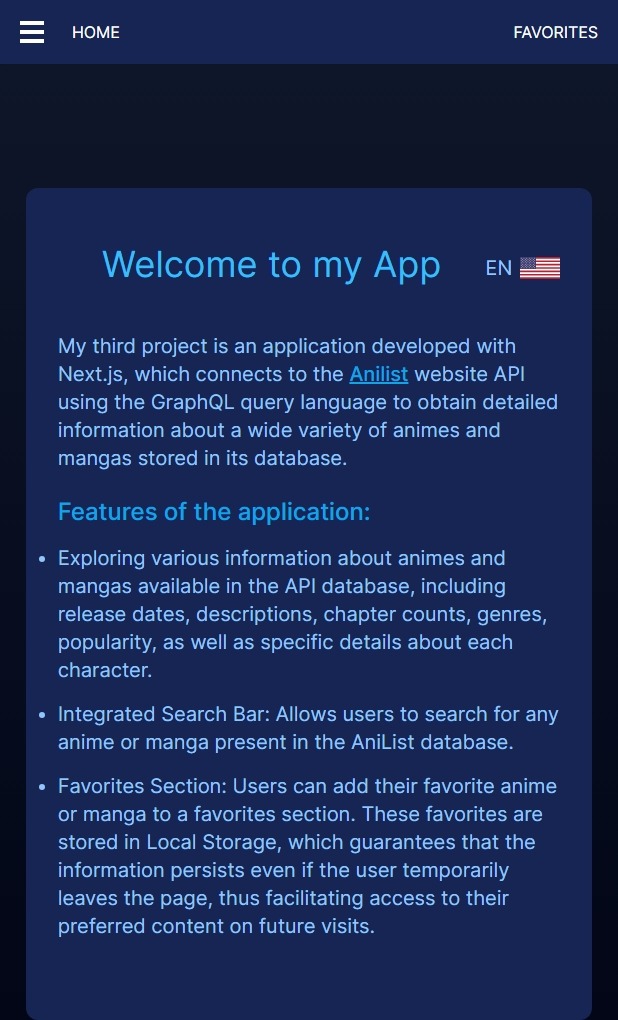 HOME
FAVORITES
Welcome to my App
EN
My third project is an application developed with
Next.js, which connects to the Anilist website API
using the GraphQL query language to obtain detailed
information about a wide variety of animes and
mangas stored in its database.
Features of the application:
• Exploring various information about animes and
mangas available in the API database, including
release dates, descriptions, chapter counts, genres,
popularity, as well as specific details about each
character.
• Integrated Search Bar: Allows users to search for any
anime or manga present in the AniList database.
• Favorites Section: Users can add their favorite anime
or manga to a favorites section. These favorites are
stored in Local Storage, which guarantees that the
information persists even if the user temporarily
leaves the page, thus facilitating access to their
preferred content on future visits.